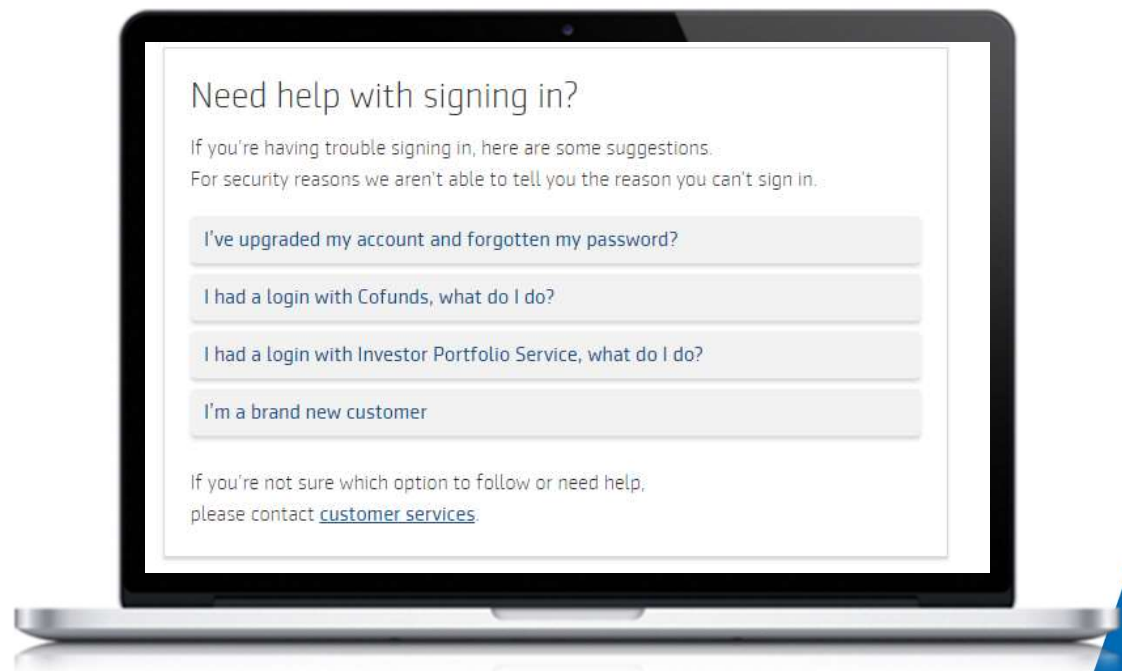 Need help with signing in?
If you're having trouble signing in, here are some suggestions.
For security reasons we aren't able to tell you the reason you can't sign in.
I've upgraded my account and forgotten my password?
I had a login with Cofunds, what do I do?
I had a login with Investor Portfolio Service, what do I do?
I'm a brand new customer
If you're not sure which option to follow or need help,
please contact customer services.